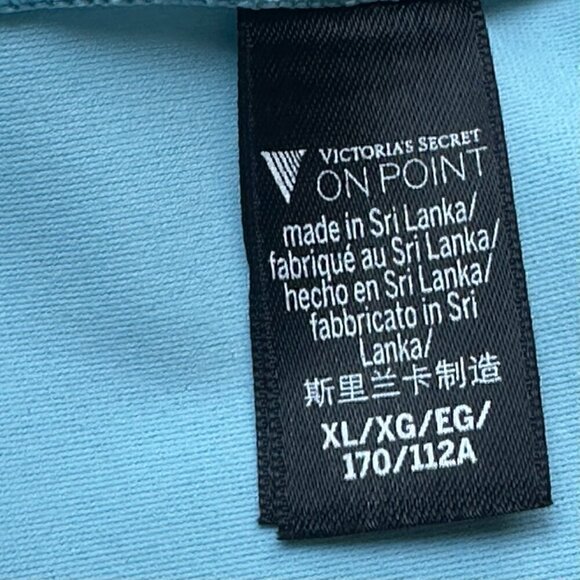 VICTORIA'S SECRET
ON POINT
made in Sri Lanka/
fabriqué au Sri Lanka/
hecho en Sri Lanka/
fabbricato in Sri
Lanka/
斯里兰卡制造
XL/XG/EG/
170/112A